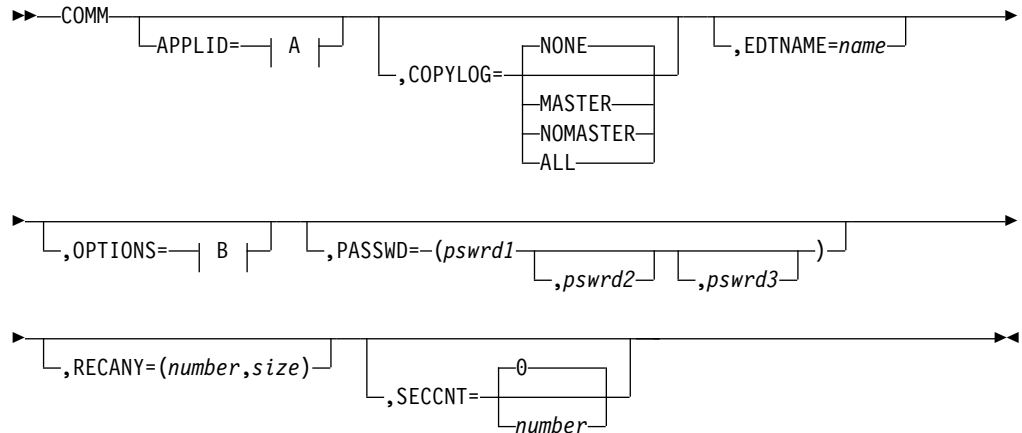 COMM
APPLID= A ,COPYLOG= NONE ,EDTNAME=name
MASTER
NOMASTER
ALL
,OPTIONS= B ,PASSWD=(pswrd1 )
,pswrd2 ,pswrd3
,RECANY=(number,size) ,SECCNT= 0
number